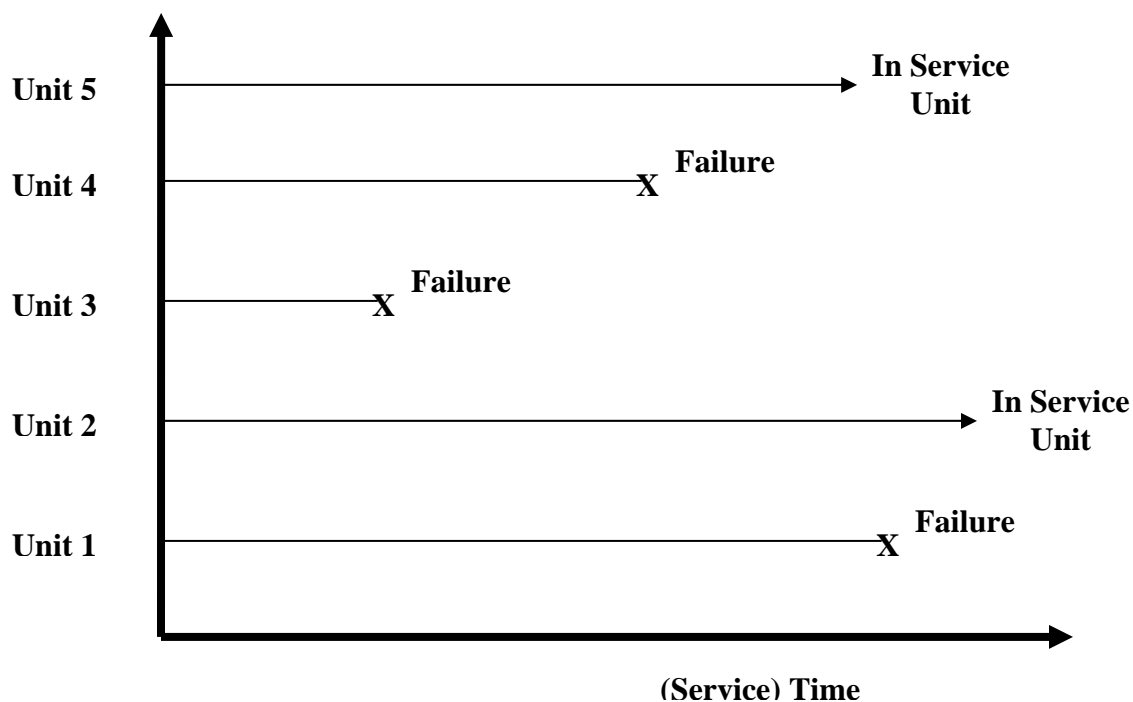 Unit 5
In Service
Unit
Unit 4
Failure
X
Unit 3
Failure
X
Unit 2
In Service
Unit
Unit 1
Failure
X
(Service) Time